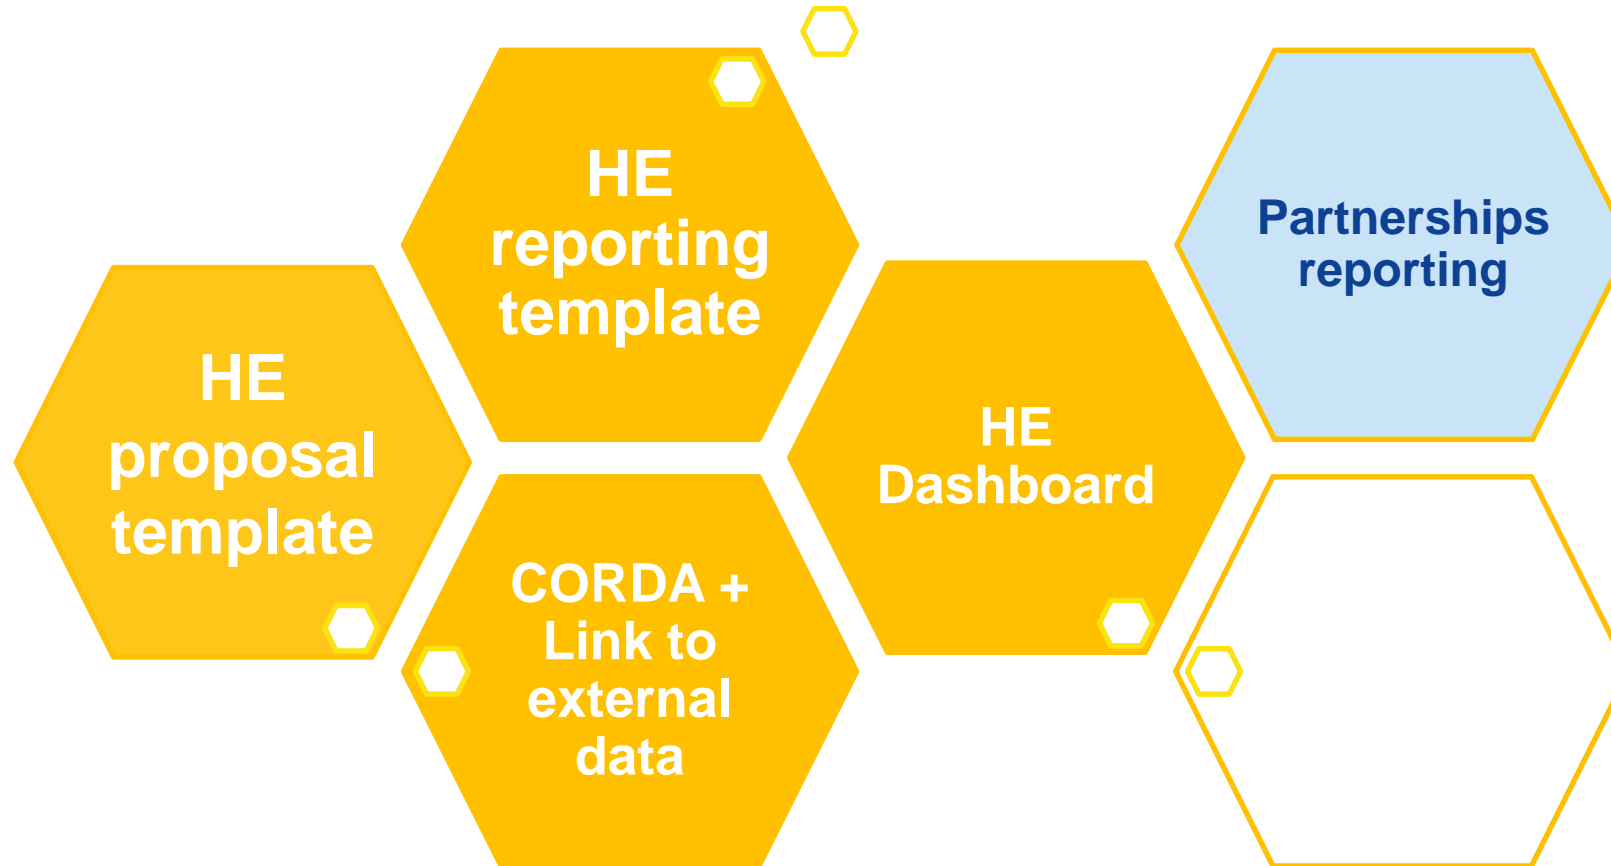 HE
proposal
template
HE
reporting
template
CORDA +
Link to
external
data
HE
Dashboard
Partnerships
reporting